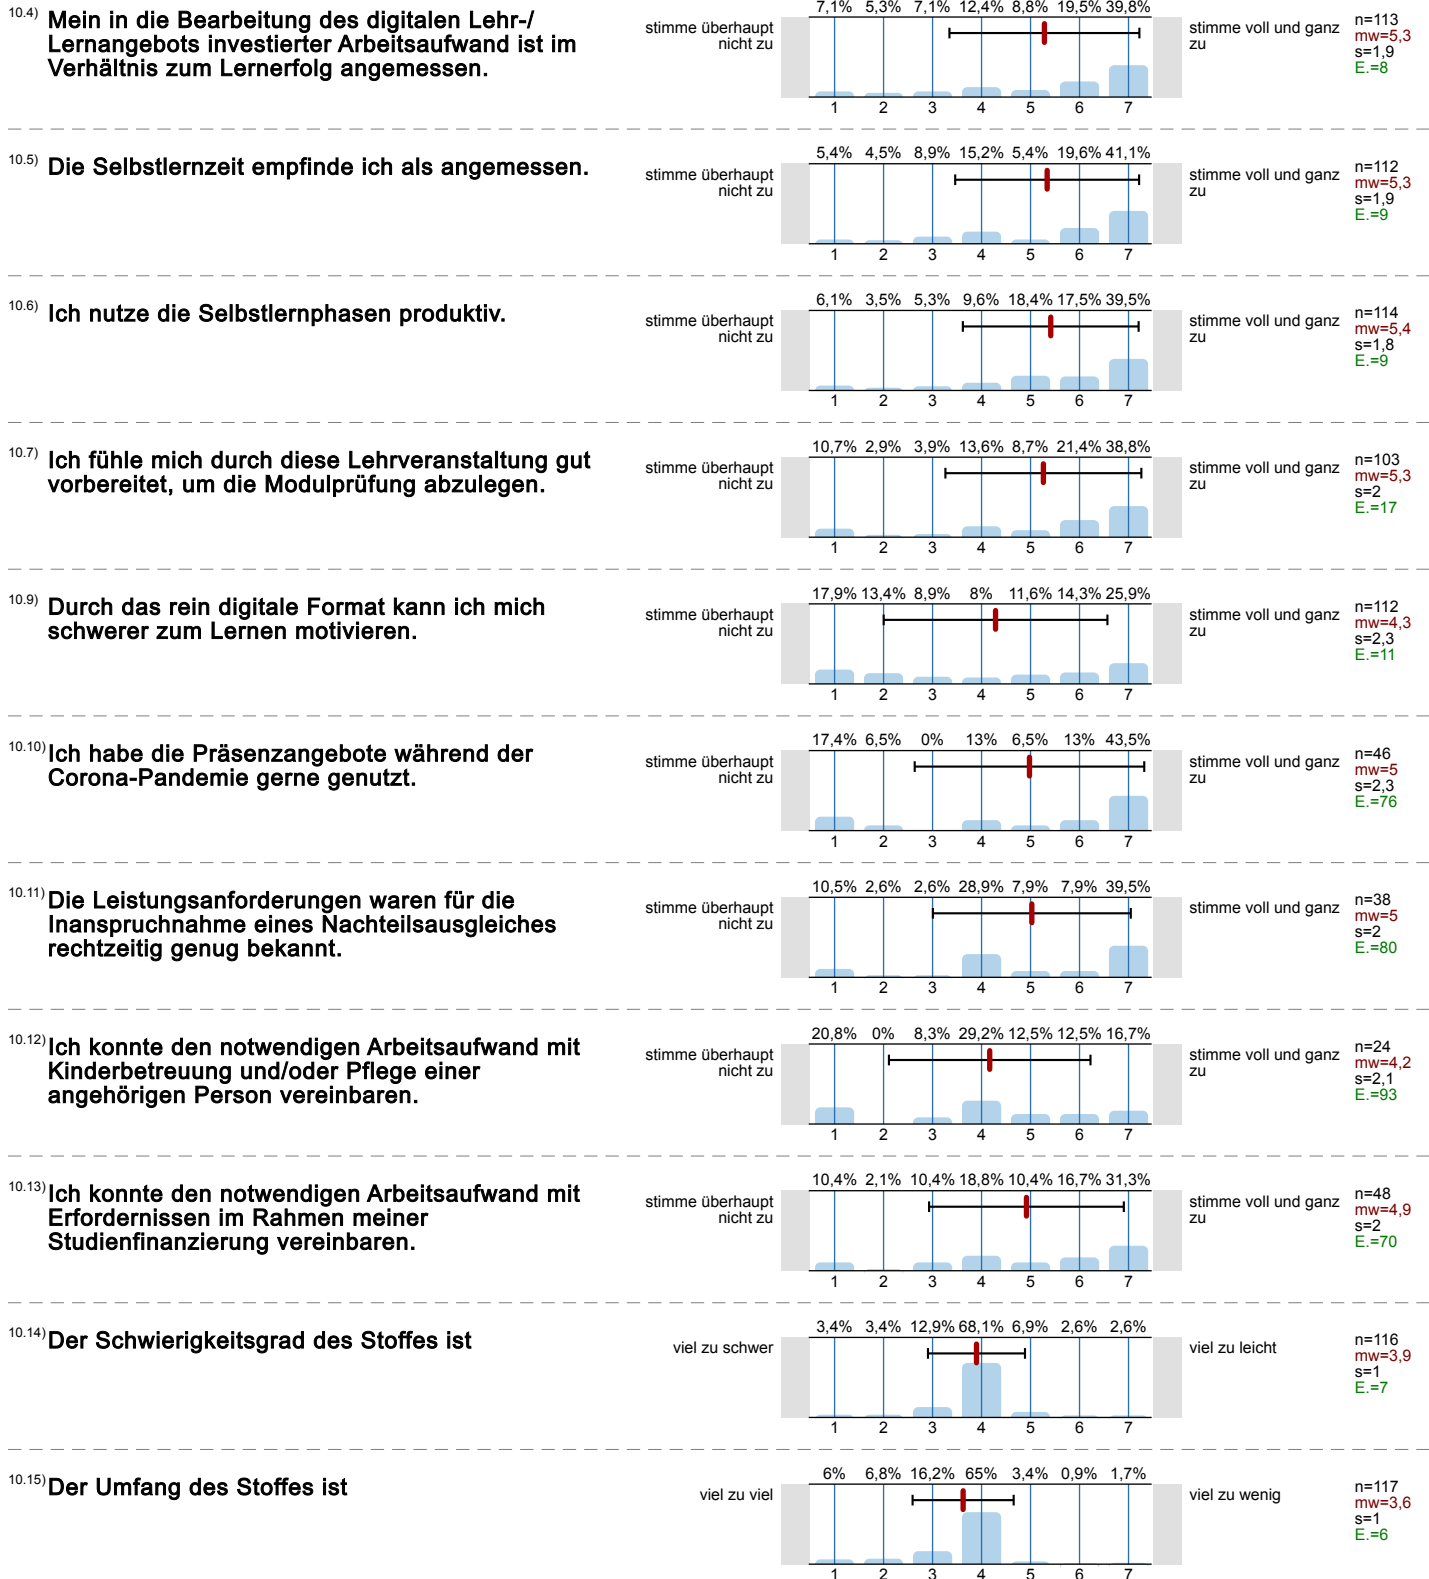 10.4) Mein in die Bearbeitung des digitalen Lehr-/
Lernangebots investierter Arbeitsaufwand ist im
Verhältnis zum Lernerfolg angemessen.
stimme überhaupt
nicht zu
7,1% 5,3% 7,1% 12,4% 8,8% 19,5% 39,8%
1 2 3 4 5 6 7
stimme voll und ganz
zu
n=113
mw=5,3
s=1,9
E.=8
10.5) Die Selbstlernzeit empfinde ich als angemessen.
stimme überhaupt
nicht zu
5,4% 4,5% 8,9% 15,2% 5,4% 19,6% 41,1%
1 2 3 4 5 6 7
stimme voll und ganz
zu
n=112
mw=5,3
s=1,9
E.=9
10.6) Ich nutze die Selbstlernphasen produktiv.
stimme überhaupt
nicht zu
6,1% 3,5% 5,3% 9,6% 18,4% 17,5% 39,5%
1 2 3 4 5 6 7
stimme voll und ganz
zu
n=114
mw=5,4
s=1,8
E.=9
10.7) Ich fühle mich durch diese Lehrveranstaltung gut
vorbereitet, um die Modulprüfung abzulegen.
stimme überhaupt
nicht zu
10,7% 2,9% 3,9% 13,6% 8,7% 21,4% 38,8%
1 2 3 4 5 6 7
stimme voll und ganz
zu
n=103
mw=5,3
s=2
E.=17
10.9) Durch das rein digitale Format kann ich mich
schwerer zum Lernen motivieren.
stimme überhaupt
nicht zu
17,9% 13,4% 8,9% 8% 11,6% 14,3% 25,9%
1 2 3 4 5 6 7
stimme voll und ganz
zu
n=112
mw=4,3
s=2,3
E.=11
10.10) Ich habe die Präsenzangebote während der
Corona-Pandemie gerne genutzt.
stimme überhaupt
nicht zu
17,4% 6,5% 0% 13% 6,5% 13% 43,5%
1 2 3 4 5 6 7
stimme voll und ganz
zu
n=46
mw=5
s=2,3
E.=76
10.11) Die Leistungsanforderungen waren für die
Inanspruchnahme eines Nachteilsausgleiches
rechtzeitig genug bekannt.
stimme überhaupt
nicht zu
10,5% 2,6% 2,6% 28,9% 7,9% 7,9% 39,5%
1 2 3 4 5 6 7
stimme voll und ganz
n=38
mw=5
s=2
E.=80
10.12) Ich konnte den notwendigen Arbeitsaufwand mit
Kinderbetreuung und/oder Pflege einer
angehörigen Person vereinbaren.
stimme überhaupt
nicht zu
20,8% 0% 8,3% 29,2% 12,5% 12,5% 16,7%
1 2 3 4 5 6 7
stimme voll und ganz
zu
n=24
mw=4,2
s=2,1
E.=93
10.13) Ich konnte den notwendigen Arbeitsaufwand mit
Erfordernissen im Rahmen meiner
Studienfinanzierung vereinbaren.
stimme überhaupt
nicht zu
10,4% 2,1% 10,4% 18,8% 10,4% 16,7% 31,3%
1 2 3 4 5 6 7
stimme voll und ganz
zu
n=48
mw=4,9
s=2
E.=70
10.14) Der Schwierigkeitsgrad des Stoffes ist
viel zu schwer
3,4% 3,4% 12,9% 68,1% 6,9% 2,6% 2,6%
1 2 3 4 5 6 7
viel zu leicht
n=116
mw=3,9
s=1
E.=7
10.15) Der Umfang des Stoffes ist
viel zu viel
6% 6,8% 16,2% 65% 3,4% 0,9% 1,7%
1 2 3 4 5 6 7
viel zu wenig
n=117
mw=3,6
s=1
E.=6